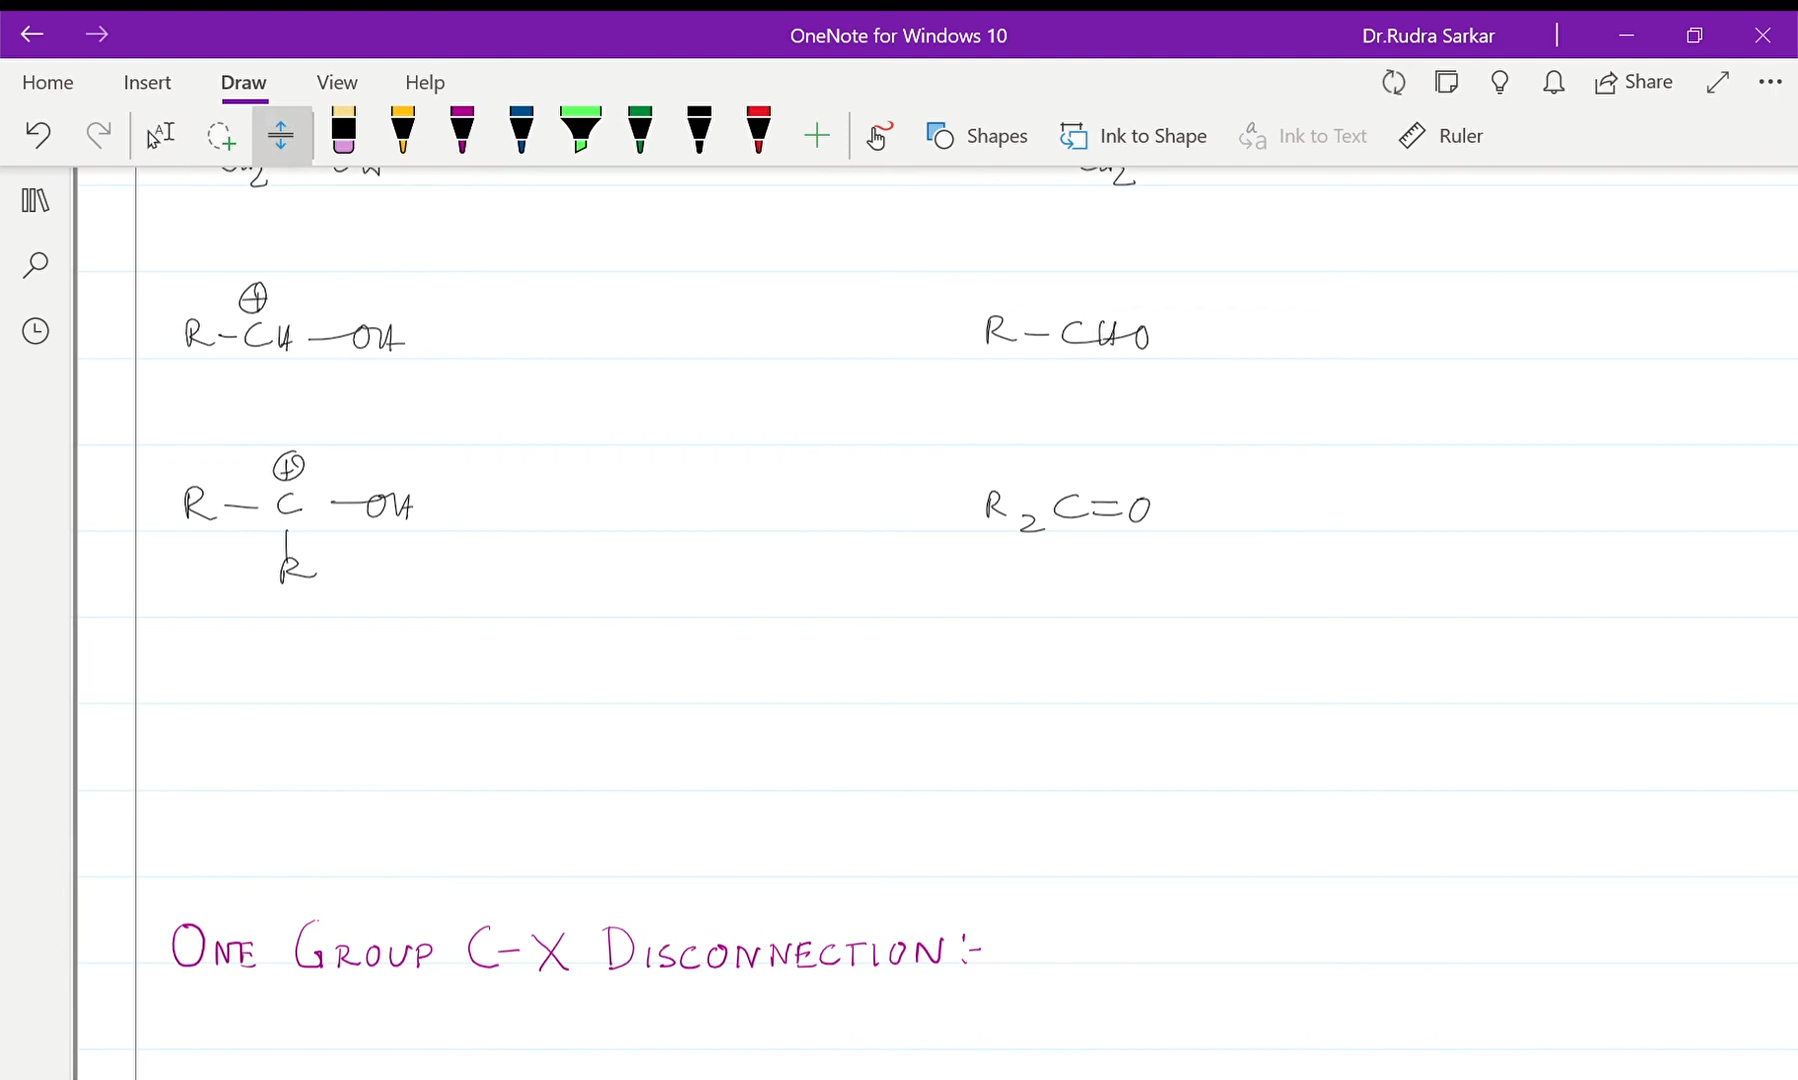 OneNote for Windows 10
Dr.Rudra Sarkar
Home Insert Draw View Help
Share
Shapes Ink to Shape Ink to Text Ruler
⊕
R-CH-OH R-CHO
⊕
R-C-OH R₂C=O
R
ONE GROUP C-X DISCONNECTION:-